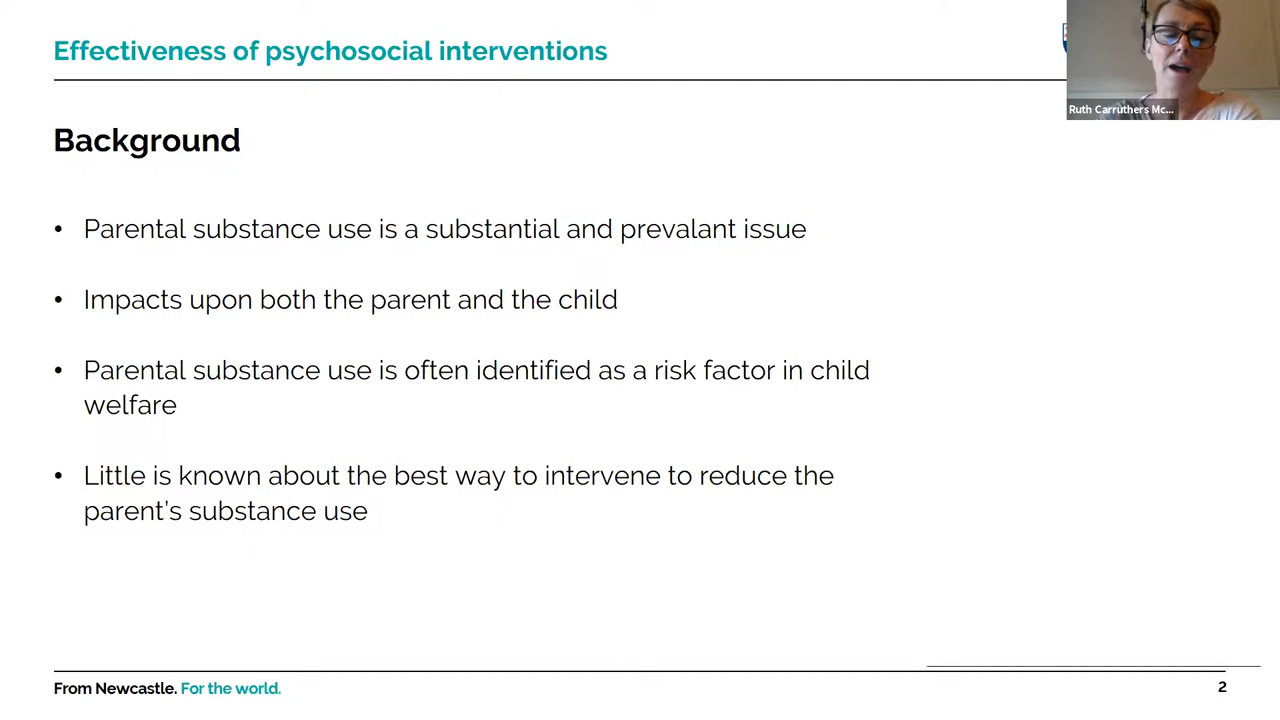 Effectiveness of psychosocial interventions
Ruth Carruthers Mc...
Background
• Parental substance use is a substantial and prevalant issue
• Impacts upon both the parent and the child
• Parental substance use is often identified as a risk factor in child
welfare
• Little is known about the best way to intervene to reduce the
parent's substance use
From Newcastle. For the world.
2